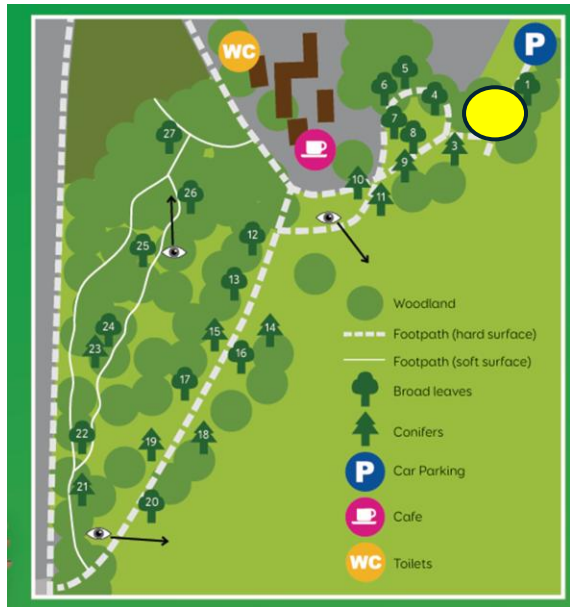 WC
P
5
6
4
1
7
8
3
9
27
10
11
26
12
25
13
24
23
15
14
16
17
22
19
18
21
20
Woodland
Footpath (hard surface)
Footpath (soft surface)
Broad leaves
Conifers
P Car Parking
Cafe
WC Toilets